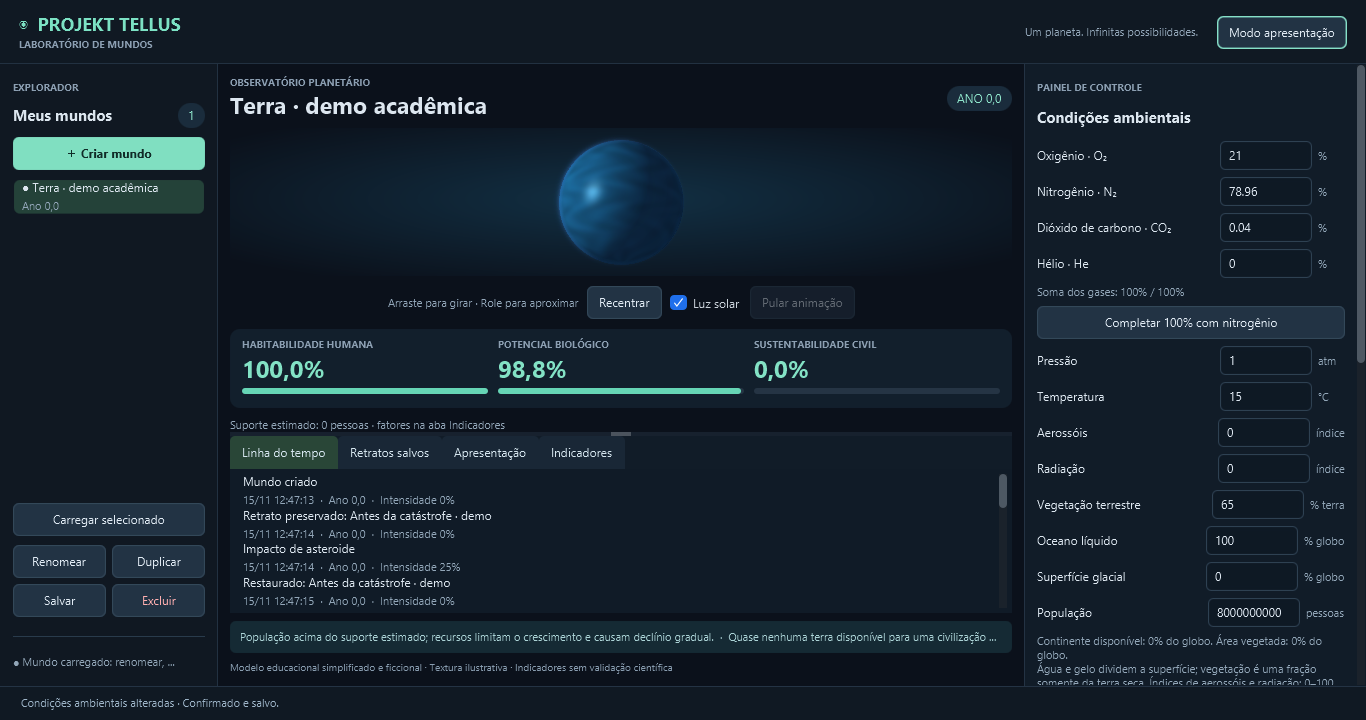 PROJEKT TELLUS
LABORATÓRIO DE MUNDOS
Um planeta. Infinitas possibilidades.
Modo apresentação
EXPLORADOR
Meus mundos
1
+ Criar mundo
● Terra · demo acadêmica
Ano 0,0
Carregar selecionado
Renomear
Duplicar
Salvar
Excluir
● Mundo carregado: renomear, ...
OBSERVATÓRIO PLANETÁRIO
Terra · demo acadêmica
ANO 0,0
Arraste para girar · Role para aproximar
Recentrar
Luz solar
Pular animação
HABITABILIDADE HUMANA
100,0%
POTENCIAL BIOLÓGICO
98,8%
SUSTENTABILIDADE CIVIL
0,0%
Suporte estimado: 0 pessoas · fatores na aba Indicadores
Linha do tempo
Retratos salvos
Apresentação
Indicadores
Mundo criado
15/11 12:47:13 · Ano 0,0 · Intensidade 0%
Retrato preservado: Antes da catástrofe · demo
15/11 12:47:14 · Ano 0,0 · Intensidade 0%
Impacto de asteroide
15/11 12:47:14 · Ano 0,0 · Intensidade 25%
Restaurado: Antes da catástrofe · demo
15/11 12:47:15 · Ano 0,0 · Intensidade 0%
População acima do suporte estimado; recursos limitam o crescimento e causam declínio gradual. · Quase nenhuma terra disponível para uma civilização ...
Modelo educacional simplificado e ficcional · Textura ilustrativa · Indicadores sem validação científica
PAINEL DE CONTROLE
Condições ambientais
Oxigênio · O₂ 21 %
Nitrogênio · N₂ 78.96 %
Dióxido de carbono · CO₂ 0.04 %
Hélio · He 0 %
Soma dos gases: 100% / 100%
Completar 100% com nitrogênio
Pressão 1 atm
Temperatura 15 °C
Aerossóis 0 índice
Radiação 0 índice
Vegetação terrestre 65 % terra
Oceano líquido 100 % globo
Superfície glacial 0 % globo
População 8000000000 pessoas
Continente disponível: 0% do globo. Área vegetada: 0% do
globo.
Água e gelo dividem a superfície; vegetação é uma fração
somente da terra seca. Índices de aerossóis e radiação: 0–100
Condições ambientais alteradas · Confirmado e salvo.